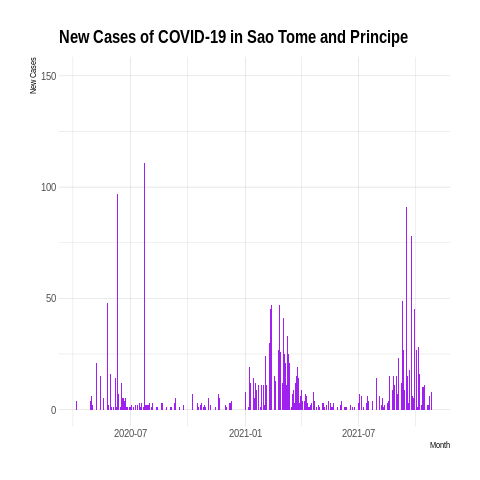 New Cases of COVID-19 in Sao Tome and Principe
New Cases
150
100
50
0
2020-07
2021-01
2021-07
Month